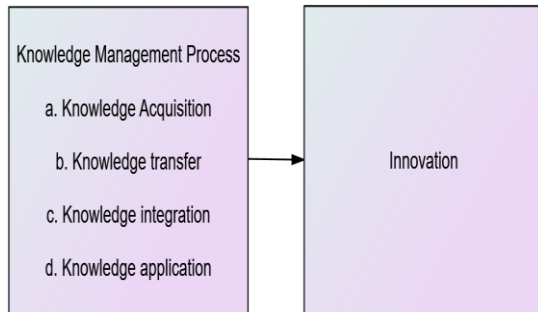 Knowledge Management Process
a. Knowledge Acquisition
b. Knowledge transfer
c. Knowledge integration
d. Knowledge application
Innovation